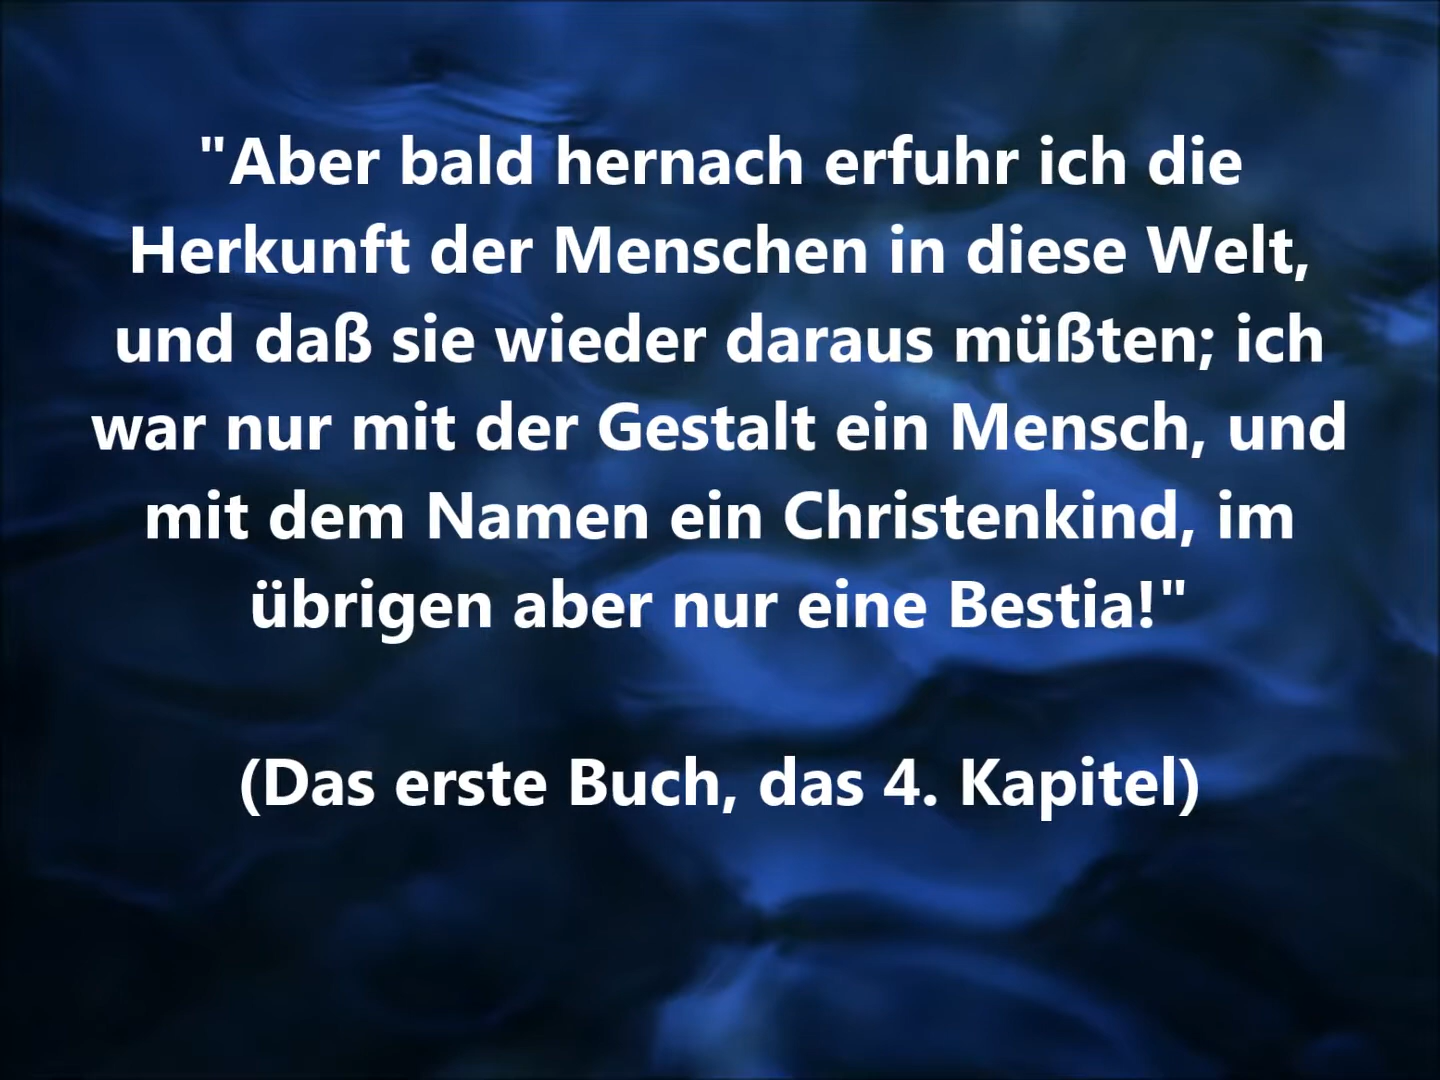 "Aber bald hernach erfuhr ich die
Herkunft der Menschen in diese Welt,
und daß sie wieder daraus müßten; ich
war nur mit der Gestalt ein Mensch, und
mit dem Namen ein Christenkind, im
übrigen aber nur eine Bestia!"
(Das erste Buch, das 4. Kapitel)